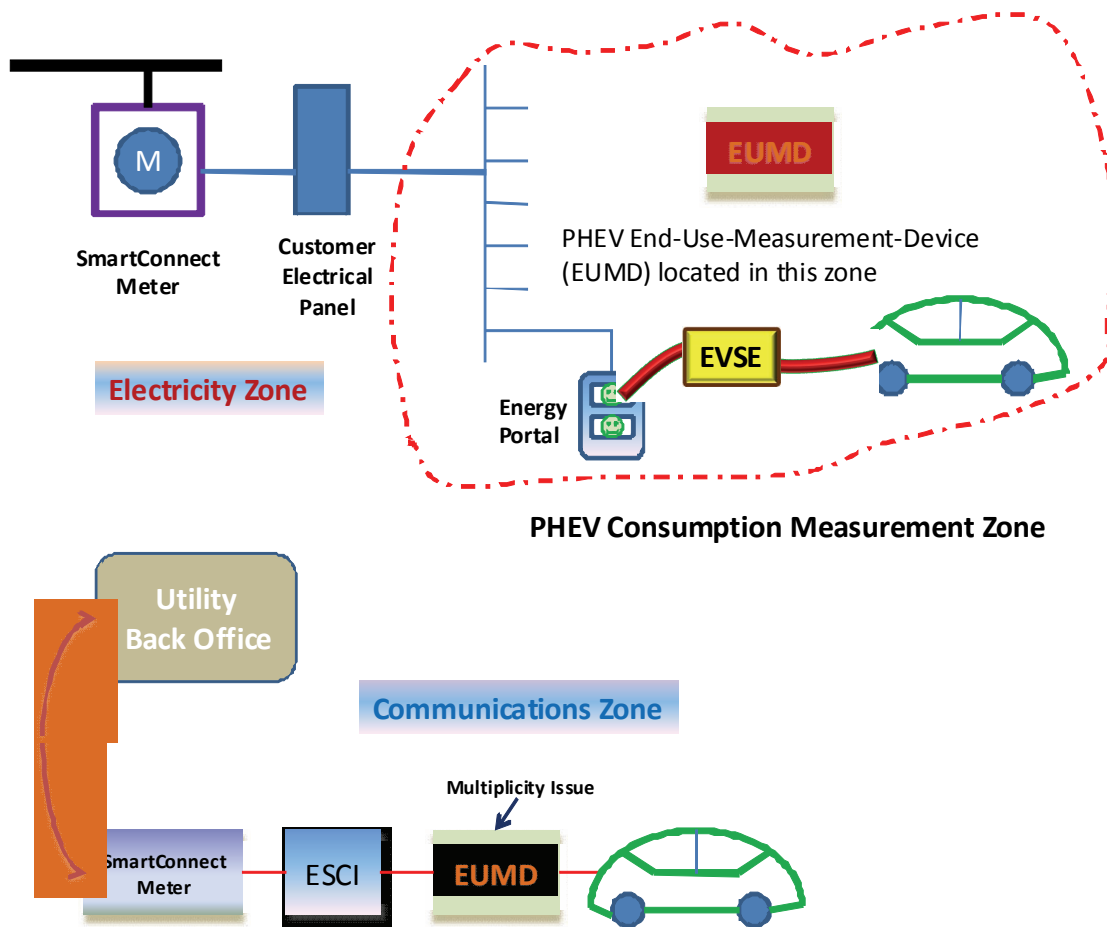 M
SmartConnect
Meter
Customer
Electrical
Panel
EUMD
PHEV End-Use-Measurement-Device
(EUMD) located in this zone
EVSE
Electricity Zone
Energy
Portal
PHEV Consumption Measurement Zone
Utility
Back Office
Communications Zone
Multiplicity Issue
SmartConnect
Meter
ESCI
EUMD